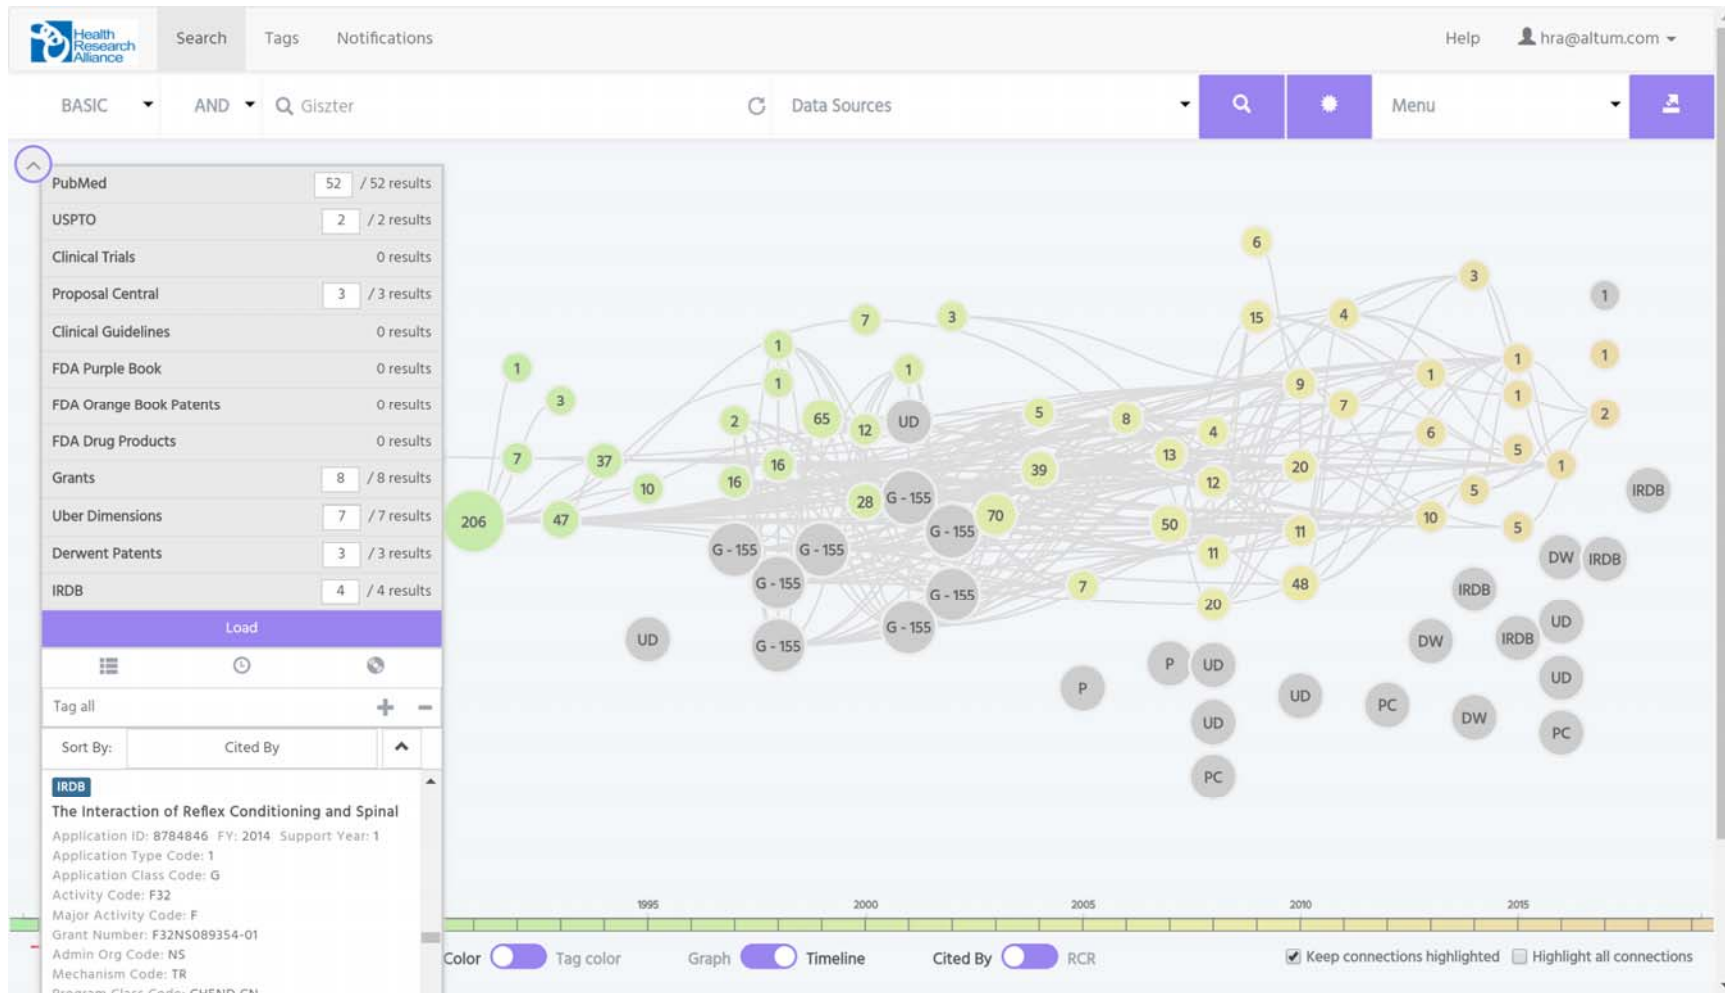 Health
Research
Alliance
Search Tags Notifications Help hra@altum.com
BASIC AND Giszter Data Sources Menu
PubMed 52 / 52 results
USPTO 2 / 2 results
Clinical Trials 0 results
Proposal Central 3 / 3 results
Clinical Guidelines 0 results
FDA Purple Book 0 results
FDA Orange Book Patents 0 results
FDA Drug Products 0 results
Grants 8 / 8 results
Uber Dimensions 7 / 7 results
Derwent Patents 3 / 3 results
IRDB 4 / 4 results
Load
Tag all
Sort By: Cited By
IRDB
The Interaction of Reflex Conditioning and Spinal
Application ID: 8784846 FY: 2014 Support Year: 1
Application Type Code: 1
Application Class Code: G
Activity Code: F32
Major Activity Code: F
Grant Number: F32NS089354-01
Admin Org Code: NS
Mechanism Code: TR
6
3
1
7 3 15 4
1
1 1
1 1 1
1 9 1
3 7
2 65 12 UD 5 8 4 6 2
7 37 16 39 13 20 5 1
10 16 28 G - 155 12 5 IRDB
206 47 G - 155 70 50 11 10 5
G - 155 G - 155 11 DW IRDB
G - 155 G - 155 7 20 48 IRDB
UD G - 155 G - 155 DW IRDB UD
P P UD UD PC UD
UD DW PC
PC
1995 2000 2005 2010 2015
Color Tag color Graph Timeline Cited By RCR Keep connections highlighted Highlight all connections